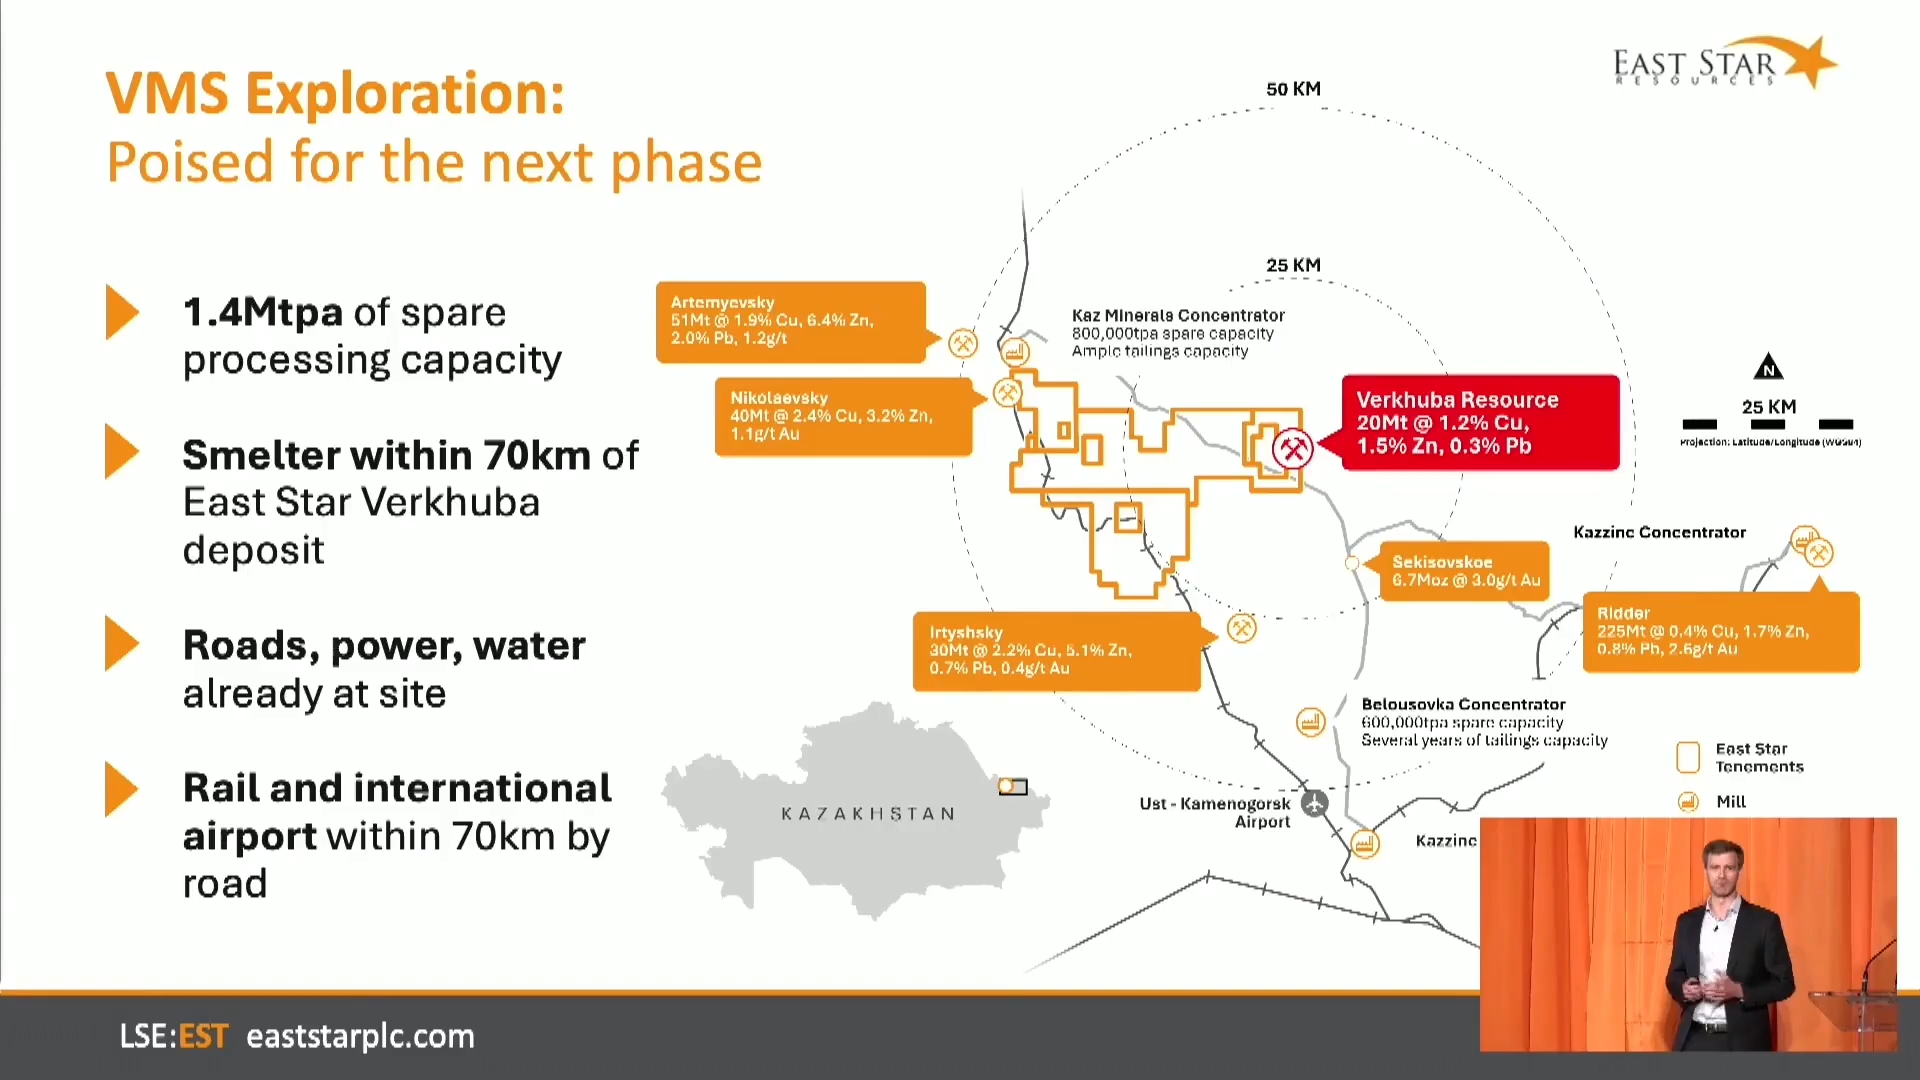 VMS Exploration:
Poised for the next phase
EAST STAR
RESOURCES
1.4Mtpa of spare
processing capacity
Smelter within 70km of
East Star Verkhuba
deposit
Roads, power, water
already at site
Rail and international
airport within 70km by
road
50 KM
25 KM
Artemyevsky
51Mt @ 1.9% Cu, 6.4% Zn,
2.0% Pb, 1.2g/t
Kaz Minerals Concentrator
800,000tpa spare capacity
Ample tailings capacity
Nikolaevsky
40Mt @ 2.4% Cu, 3.2% Zn,
1.1g/t Au
Verkhuba Resource
20Mt @ 1.2% Cu,
1.5% Zn, 0.3% Pb
N
25 KM
Projection: Latitude/Longitude (WGS84)
Kazzinc Concentrator
Sekisovskoe
6.7Moz @ 3.0g/t Au
Ridder
225Mt @ 0.4% Cu, 1.7% Zn,
0.8% Pb, 2.6g/t Au
Irtyshsky
30Mt @ 2.2% Cu, 5.1% Zn,
0.7% Pb, 0.4g/t Au
Belousovka Concentrator
600,000tpa spare capacity
Several years of tailings capacity
KAZAKHSTAN
Ust - Kamenogorsk
Airport
Kazzinc
East Star
Tenements
Mill
LSE:EST eaststarplc.com